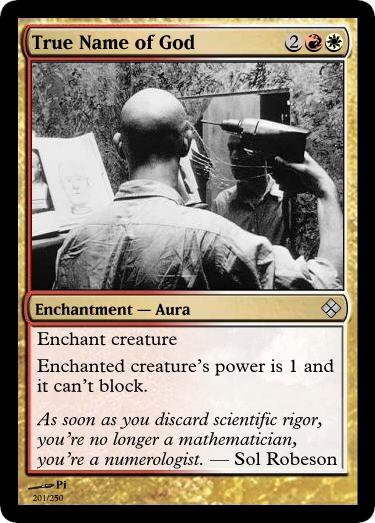 True Name of God 2
Enchantment — Aura
Enchant creature
Enchanted creature's power is 1 and
it can't block.
As soon as you discard scientific rigor,
you're no longer a mathematician,
you're a numerologist. — Sol Robeson
Pi
201/250